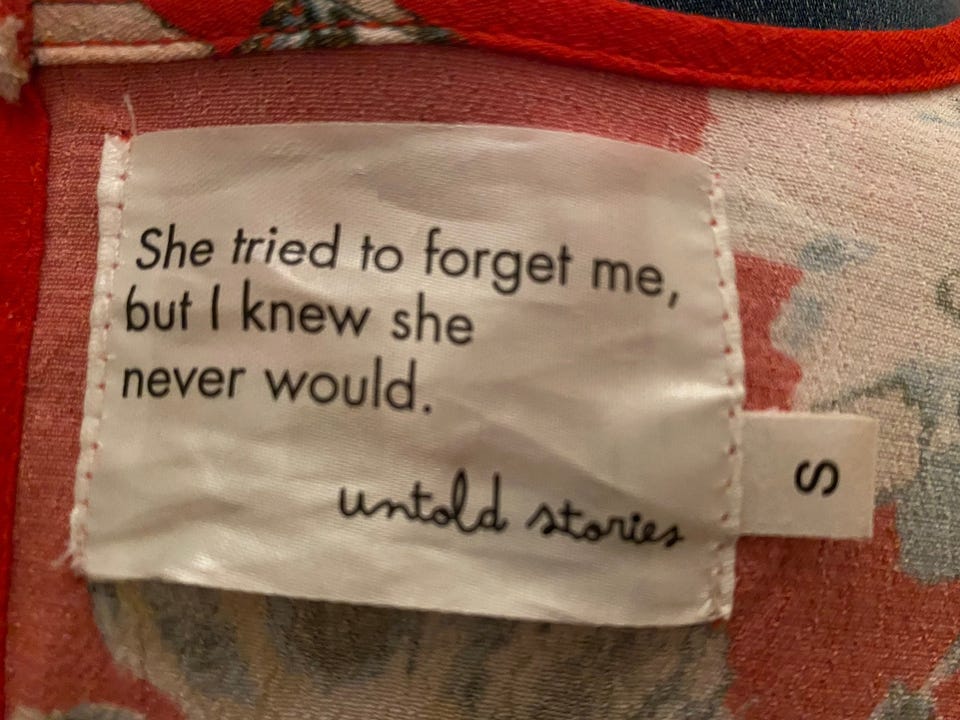 She tried to forget me,
but I knew she
never would.
untold stories
S